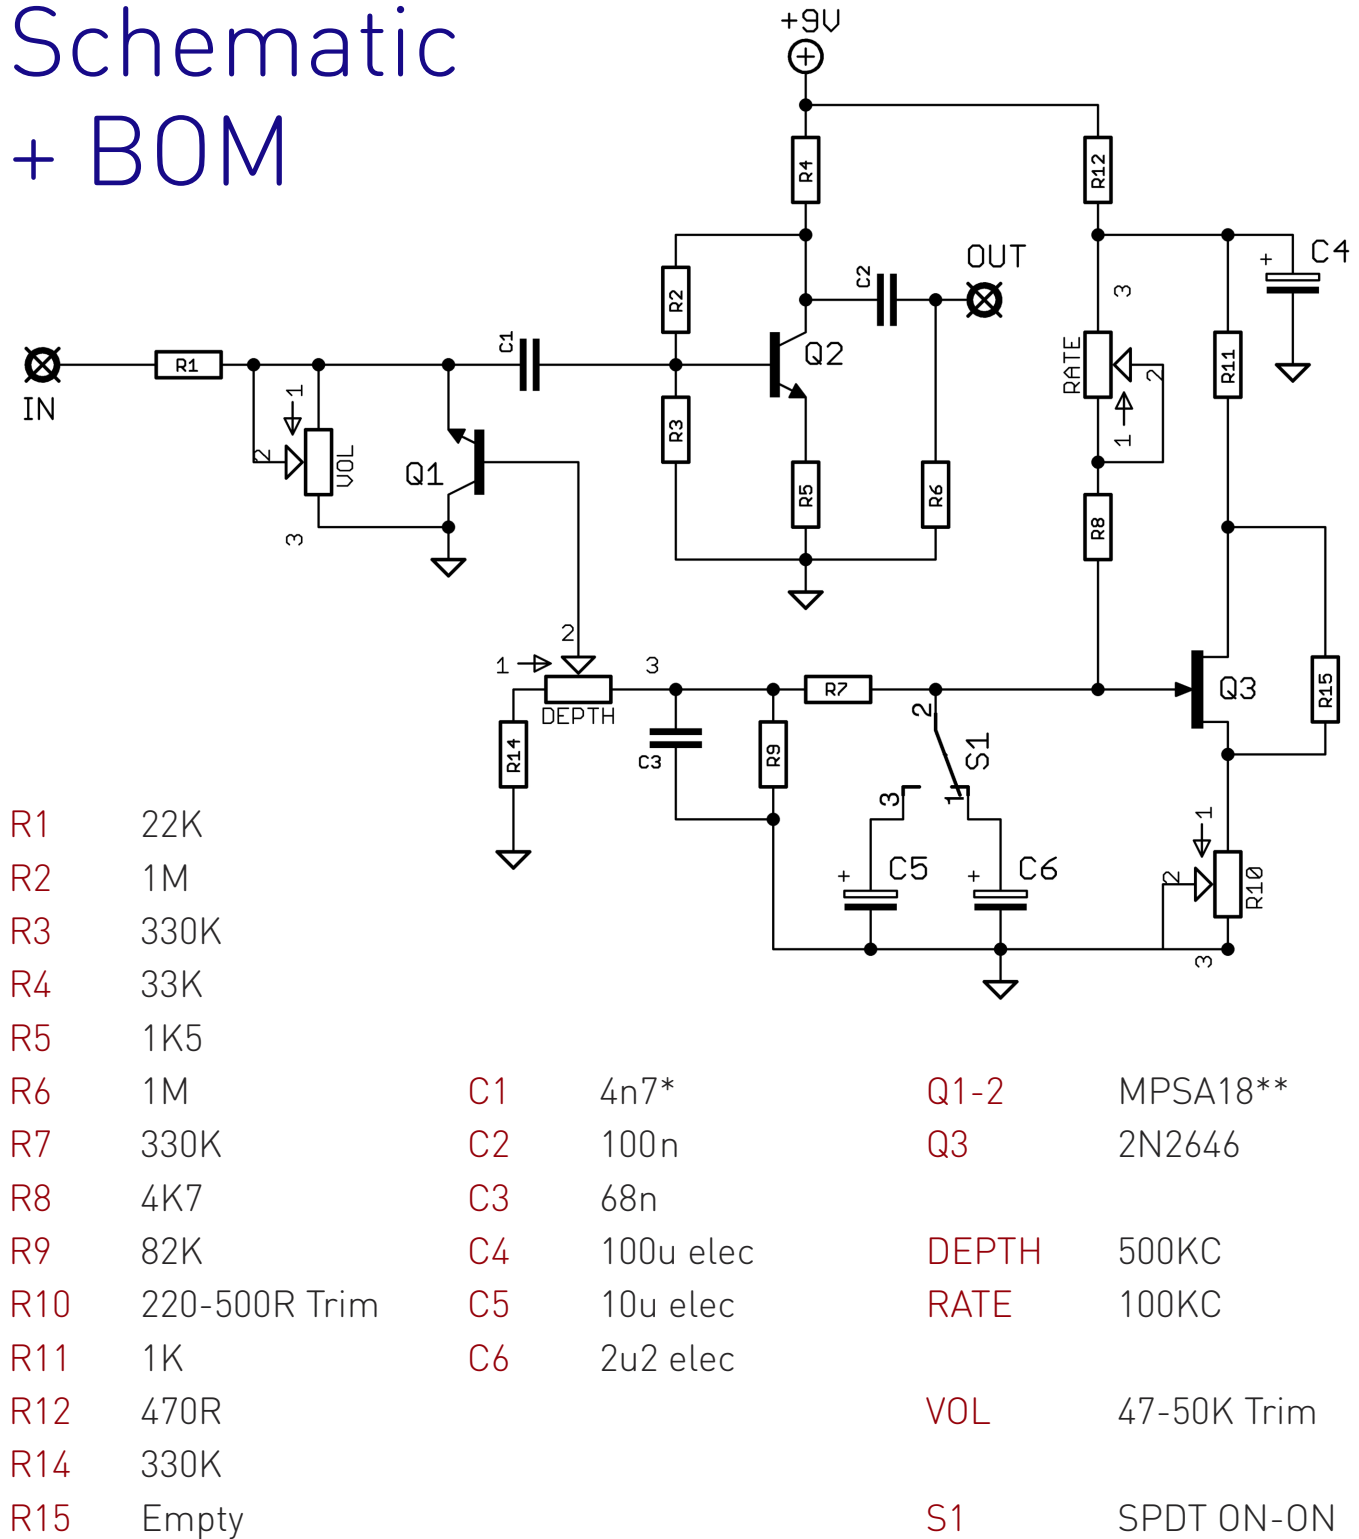 Schematic
+ BOM
+9V
R4
R12
OUT
C2
C4
+
3
R2
Q2
C1
R1
IN
1
2
VOL
3
Q1
R3
R5
R6
RATE
2
1
R11
R8
2
1
3
DEPTH
R14
C3
R9
R7
2
S1
3
1
Q3
R15
+
C5
+
C6
1
2
R10
3
R1 22K
R2 1M
R3 330K
R4 33K
R5 1K5
R6 1M C1 4n7* Q1-2 MPSA18**
R7 330K C2 100n Q3 2N2646
R8 4K7 C3 68n
R9 82K C4 100u elec DEPTH 500KC
R10 220-500R Trim C5 10u elec RATE 100KC
R11 1K C6 2u2 elec
R12 470R VOL 47-50K Trim
R14 330K
R15 Empty S1 SPDT ON-ON